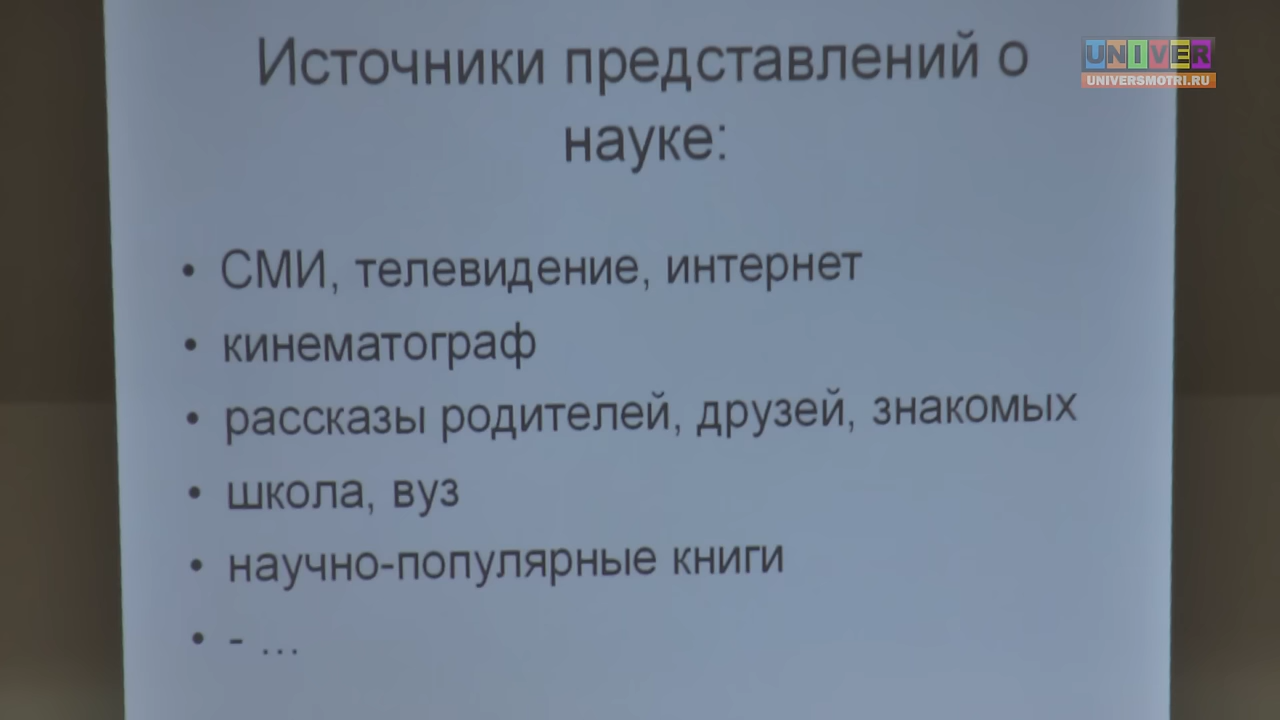 Источники представлений о
науке:
• СМИ, телевидение, интернет
• кинематограф
• рассказы родителей, друзей, знакомых
• школа, вуз
• научно-популярные книги
• - ...
UNIVER
UNIVERSMOTRI.RU